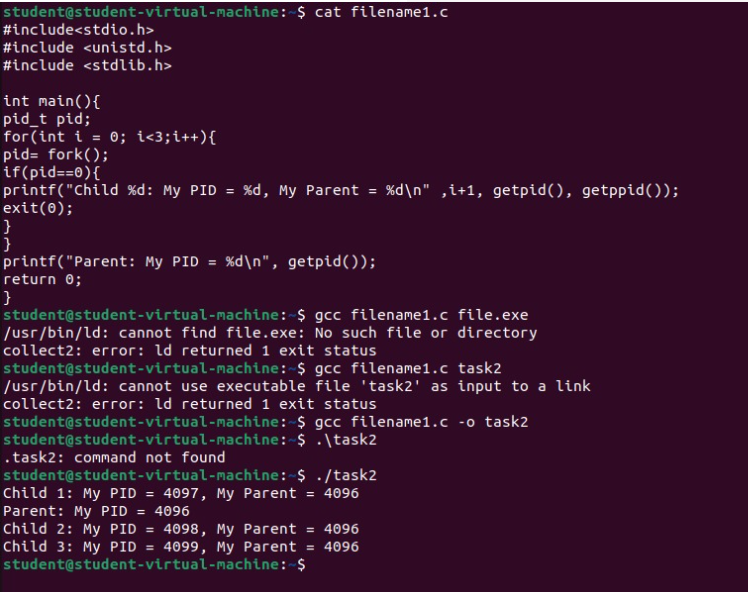 student@student-virtual-machine:~$ cat filename1.c
#include<stdio.h>
#include <unistd.h>
#include <stdlib.h>
int main(){
pid_t pid;
for(int i = 0; i<3;i++){
pid= fork();
if(pid==0){
printf("Child %d: My PID = %d, My Parent = %d\n" ,i+1, getpid(), getppid());
exit(0);
}
}
printf("Parent: My PID = %d\n", getpid());
return 0;
}
student@student-virtual-machine:~$ gcc filename1.c file.exe
/usr/bin/ld: cannot find file.exe: No such file or directory
collect2: error: ld returned 1 exit status
student@student-virtual-machine:~$ gcc filename1.c task2
/usr/bin/ld: cannot use executable file 'task2' as input to a link
collect2: error: ld returned 1 exit status
student@student-virtual-machine:~$ gcc filename1.c -o task2
student@student-virtual-machine:~$ .\task2
.task2: command not found
student@student-virtual-machine:~$ ./task2
Child 1: My PID = 4097, My Parent = 4096
Parent: My PID = 4096
Child 2: My PID = 4098, My Parent = 4096
Child 3: My PID = 4099, My Parent = 4096
student@student-virtual-machine:~$